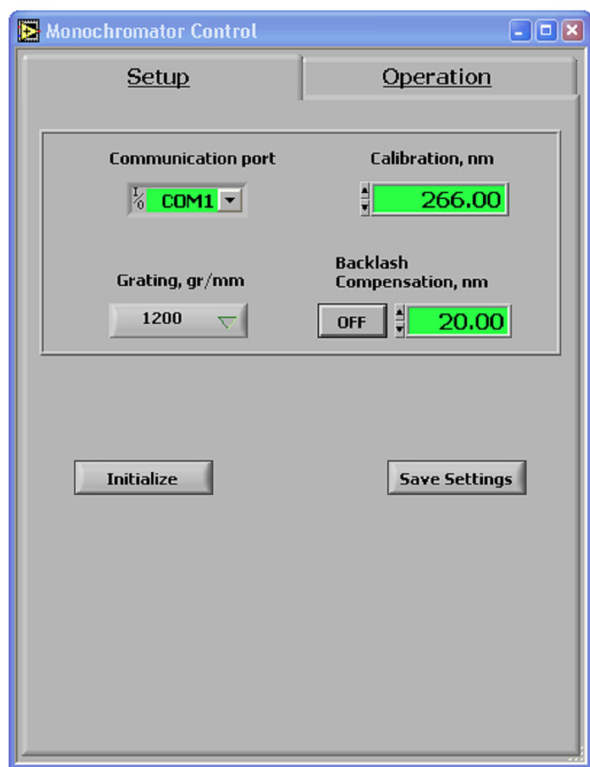 Monochromator Control
Setup
Operation
Communication port
Calibration, nm
I/O COM1
266.00
Grating, gr/mm
Backlash
Compensation, nm
1200
OFF
20.00
Initialize
Save Settings